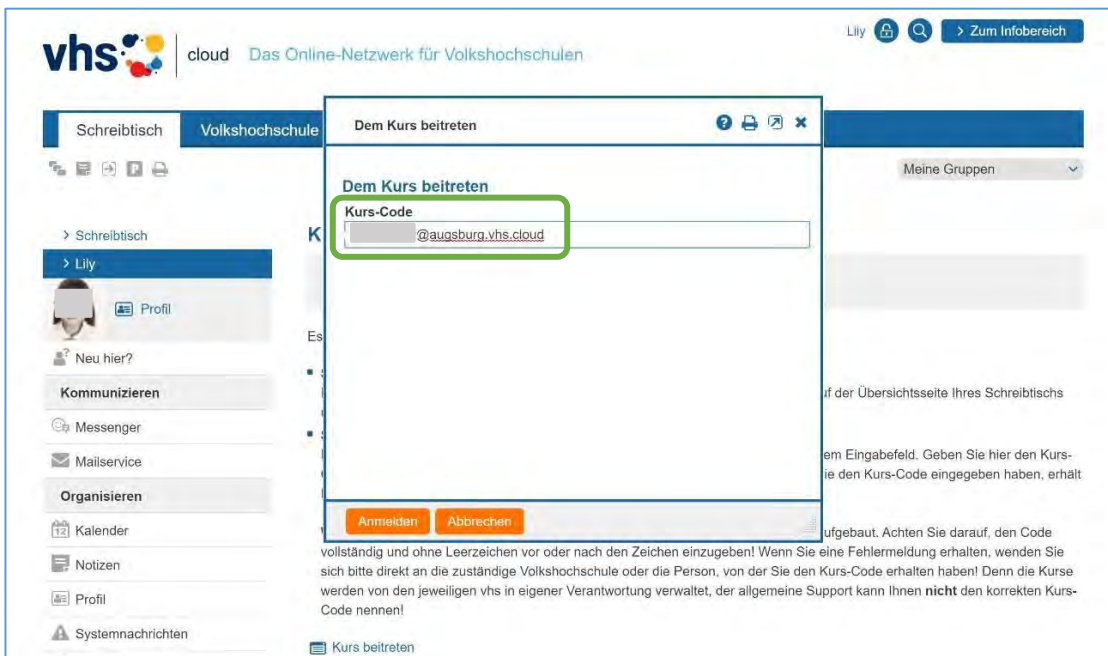 Lily
> Zum Infobereich
vhs
cloud
Das Online-Netzwerk für Volkshochschulen
Schreibtisch
Volkshochschule
Dem Kurs beitreten
Meine Gruppen
Dem Kurs beitreten
Kurs-Code
@augsburg.vhs.cloud
> Schreibtisch
K
> Lily
Profil
Es
Neu hier?
Kommunizieren
uf der Übersichtsseite Ihres Schreibtischs
Messenger
Mailservice
em Eingabefeld. Geben Sie hier den Kurs-
ie den Kurs-Code eingegeben haben, erhält
Organisieren
Anmelden
Abbrechen
12
Kalender
ufgebaut. Achten Sie darauf, den Code
vollständig und ohne Leerzeichen vor oder nach den Zeichen einzugeben! Wenn Sie eine Fehlermeldung erhalten, wenden Sie
Notizen
sich bitte direkt an die zuständige Volkshochschule oder die Person, von der Sie den Kurs-Code erhalten haben! Denn die Kurse
Profil
werden von den jeweiligen vhs in eigener Verantwortung verwaltet, der allgemeine Support kann Ihnen nicht den korrekten Kurs-
Code nennen!
Systemnachrichten
Kurs beitreten